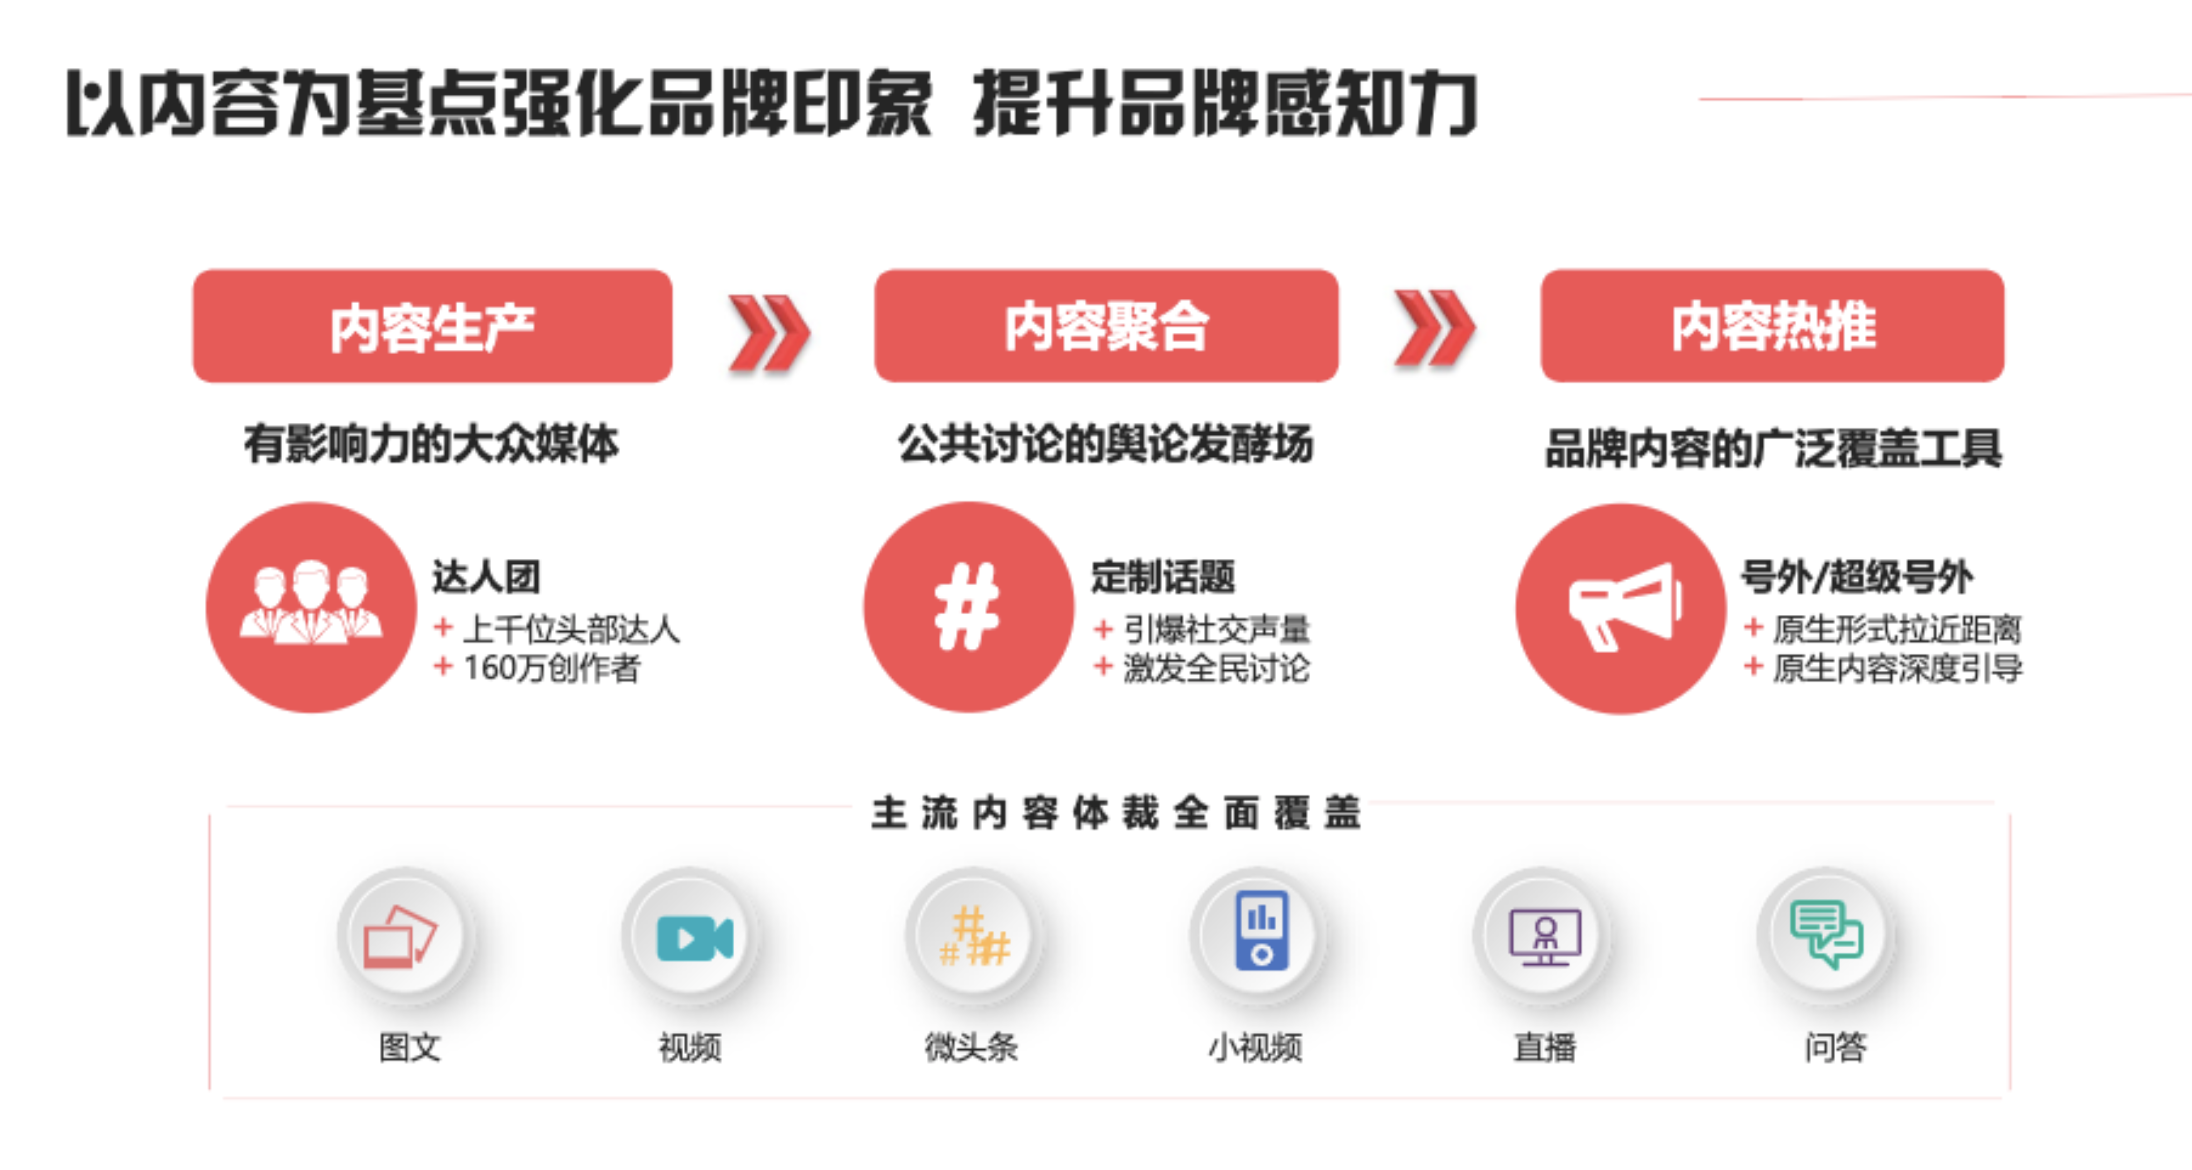 以内容为基点强化品牌印象 提升品牌感知力
内容生产
内容聚合
内容热推
有影响力的大众媒体
公共讨论的舆论发酵场
品牌内容的广泛覆盖工具
达人团
+ 上千位头部达人
+ 160万创作者
#
定制话题
+ 引爆社交声量
+ 激发全民讨论
号外/超级号外
+ 原生形式拉近距离
+ 原生内容深度引导
主流内容体裁全面覆盖
图文
视频
微头条
小视频
直播
问答